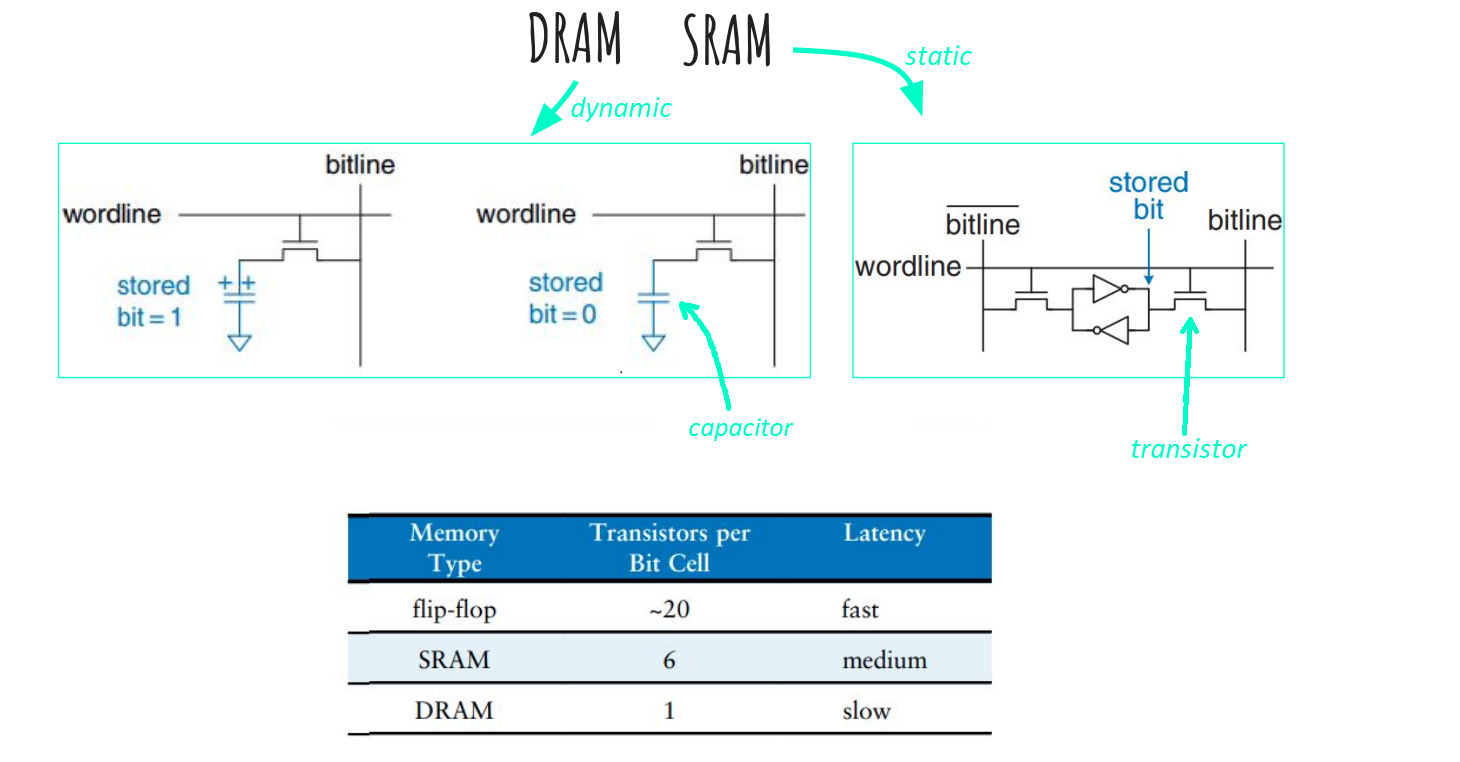 DRAM SRAM
static
dynamic
bitline
wordline
stored
bit = 1
++
bitline
wordline
stored
bit = 0
capacitor
stored
bit
bitline
bitline
wordline
transistor
Memory Type
Transistors per Bit Cell
Latency
flip-flop ~20 fast
SRAM 6 medium
DRAM 1 slow